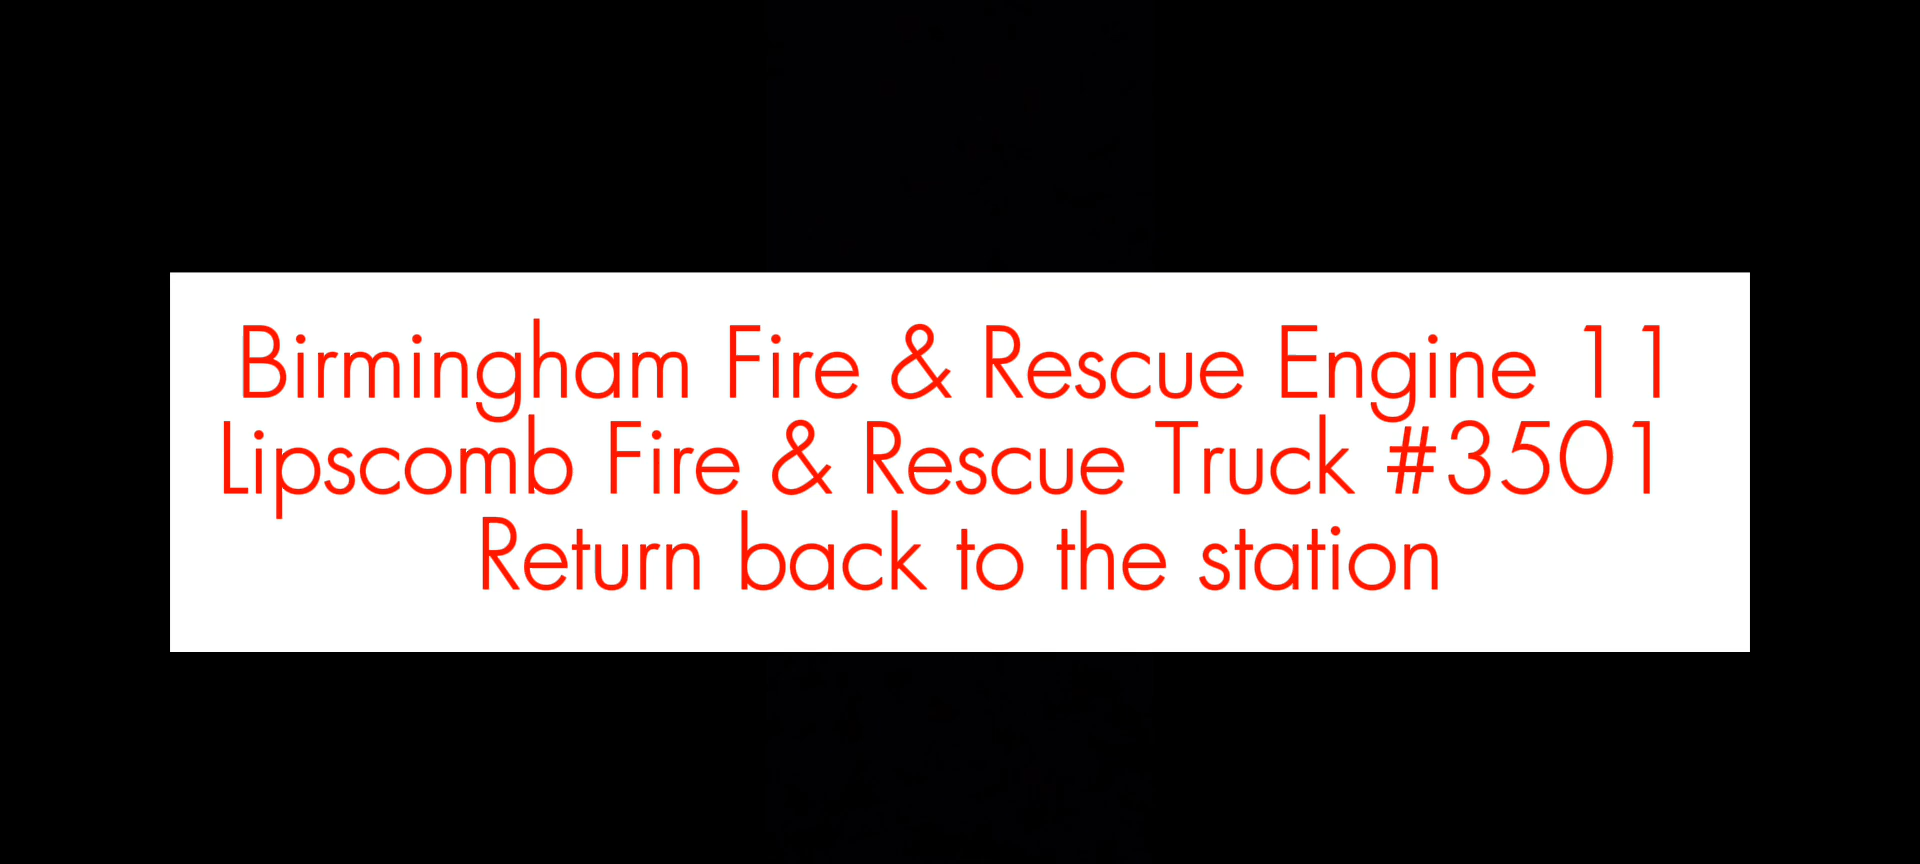 Birmingham Fire & Rescue Engine 11
Lipscomb Fire & Rescue Truck #3501
Return back to the station